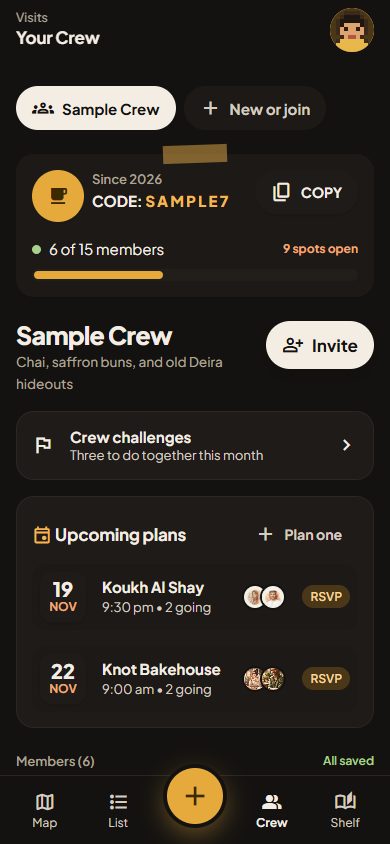 Visits
Your Crew
Sample Crew
New or join
Since 2026
CODE: SAMPLE7
COPY
6 of 15 members
9 spots open
Sample Crew
Invite
Chai, saffron buns, and old Deira
hideouts
Crew challenges
Three to do together this month
Upcoming plans
Plan one
19
NOV
Koukh Al Shay
9:30 pm • 2 going
RSVP
22
NOV
Knot Bakehouse
9:00 am • 2 going
RSVP
Members (6)
All saved
Map
List
Crew
Shelf